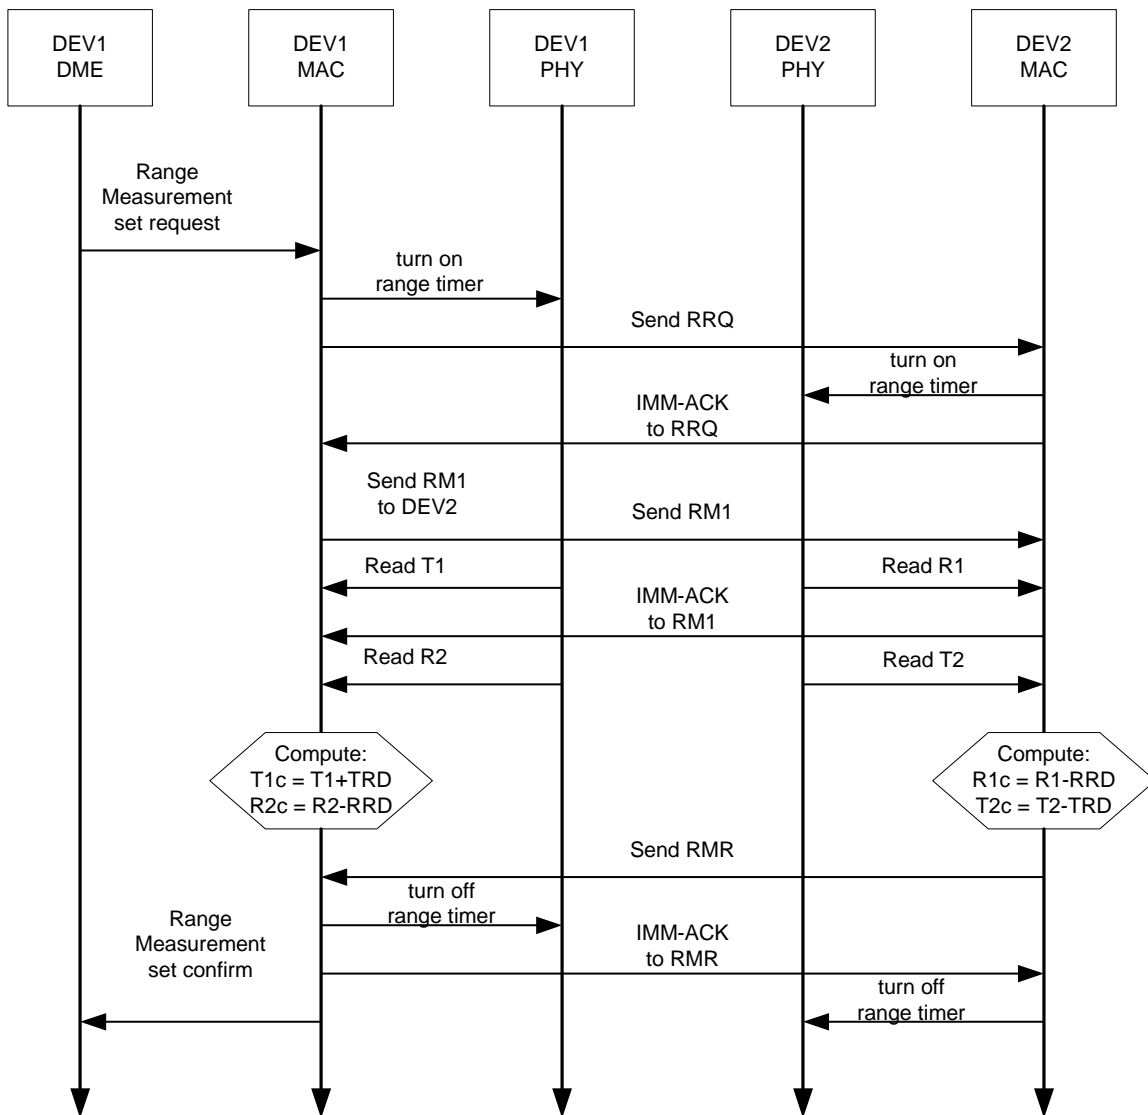 DEV1
DME
DEV1
MAC
DEV1
PHY
DEV2
PHY
DEV2
MAC
Range
Measurement
set request
turn on
range timer
Send RRQ
turn on
range timer
IMM-ACK
to RRQ
Send RM1
to DEV2
Send RM1
Read T1
Read R1
IMM-ACK
to RM1
Read R2
Read T2
Compute:
T1c = T1+TRD
R2c = R2-RRD
Compute:
R1c = R1-RRD
T2c = T2-TRD
Send RMR
turn off
range timer
Range
Measurement
set confirm
IMM-ACK
to RMR
turn off
range timer